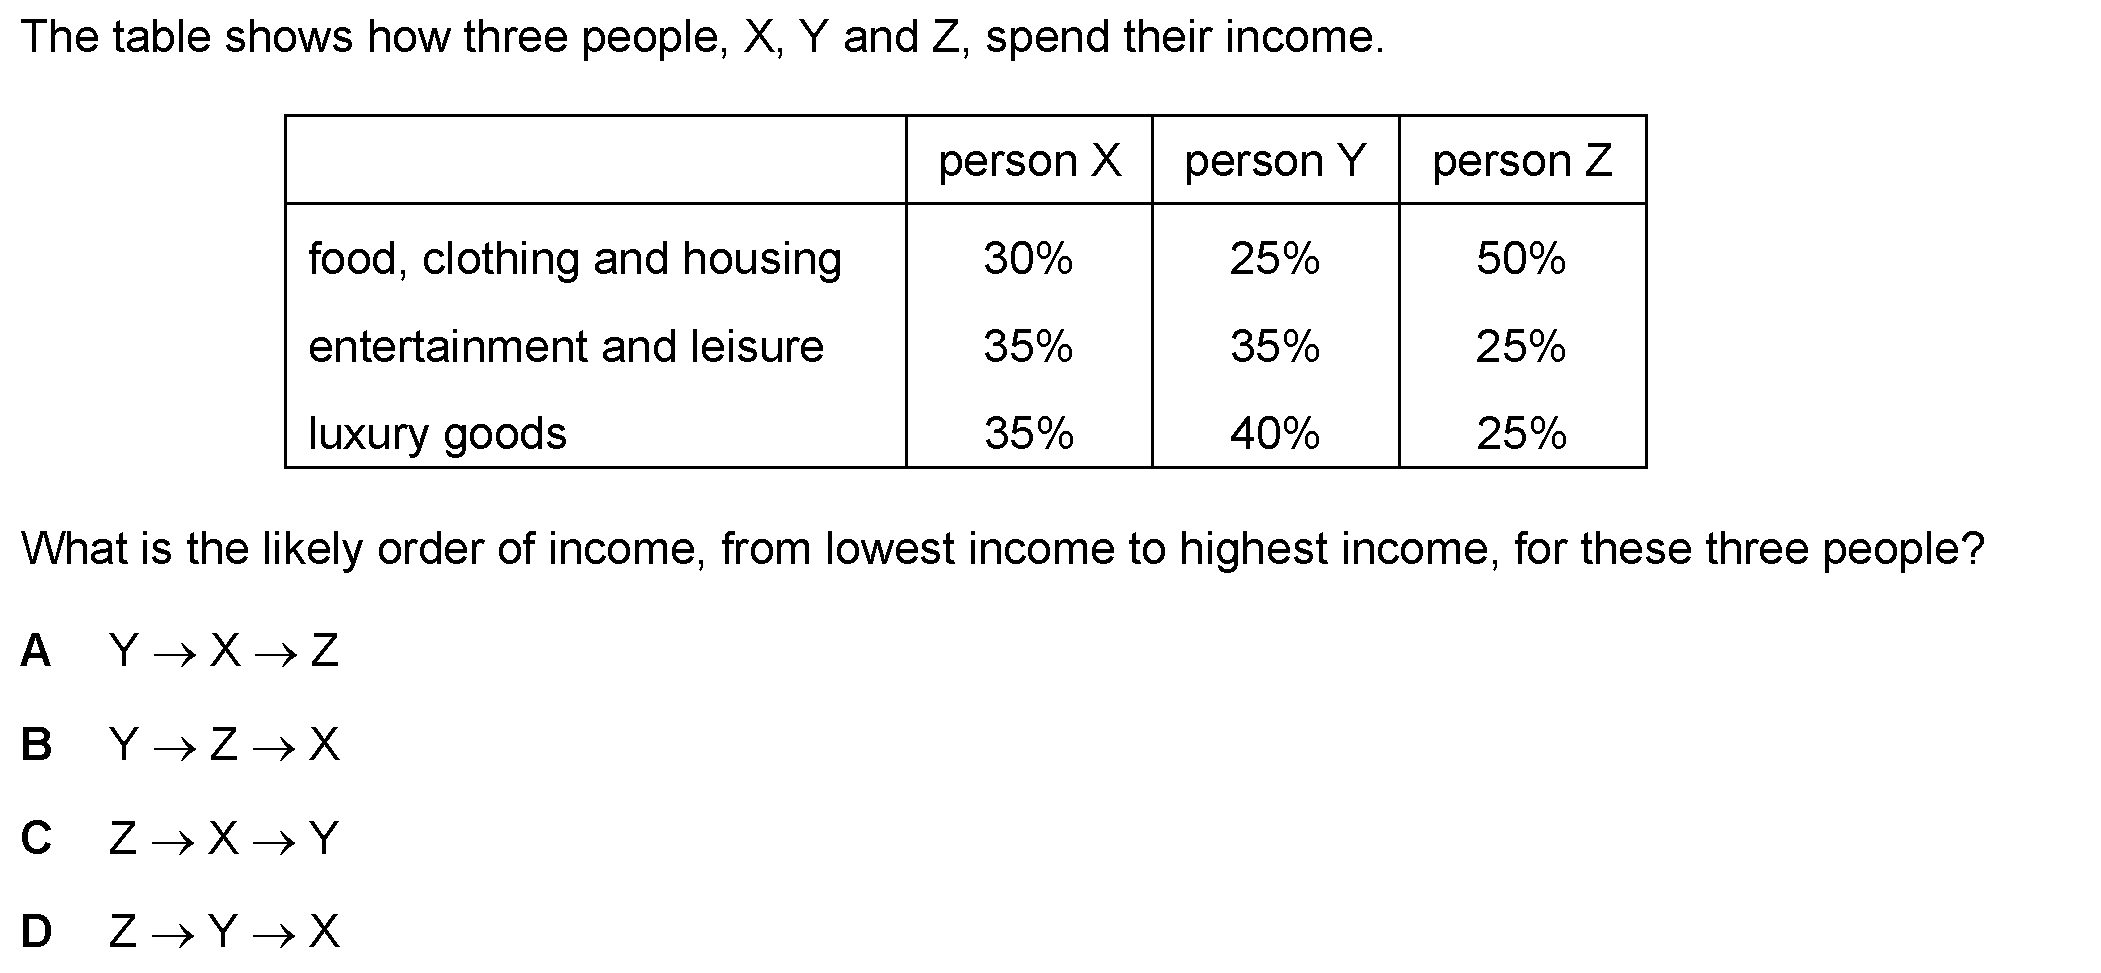 The table shows how three people, X, Y and Z, spend their income.
person X person Y person Z
food, clothing and housing 30% 25% 50%
entertainment and leisure 35% 35% 25%
luxury goods 35% 40% 25%
What is the likely order of income, from lowest income to highest income, for these three people?
A Y → X → Z
B Y → Z → X
C Z → X → Y
D Z → Y → X